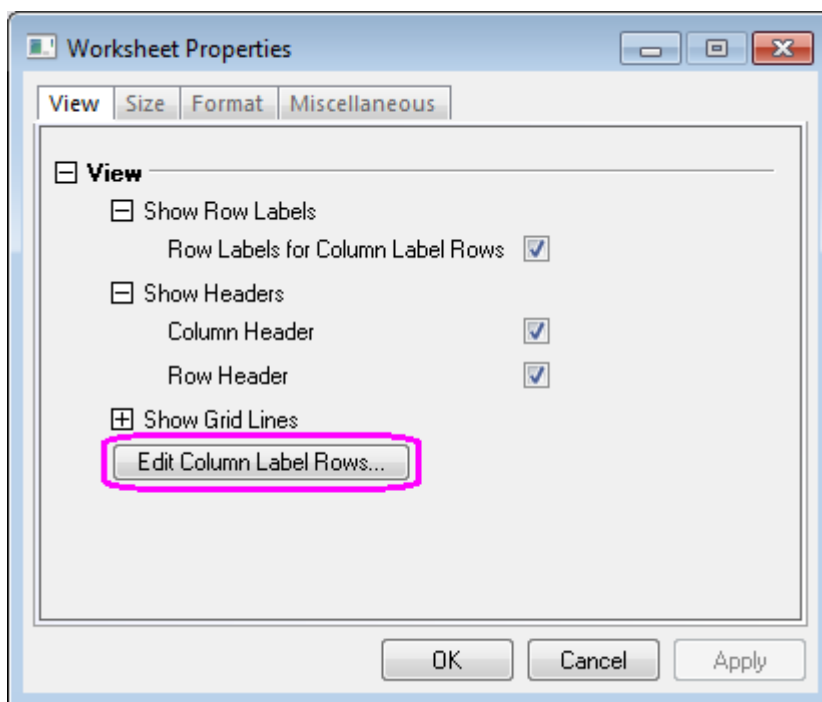 Worksheet Properties
View Size Format Miscellaneous
View
Show Row Labels
Row Labels for Column Label Rows
Show Headers
Column Header
Row Header
Show Grid Lines
Edit Column Label Rows...
OK Cancel Apply